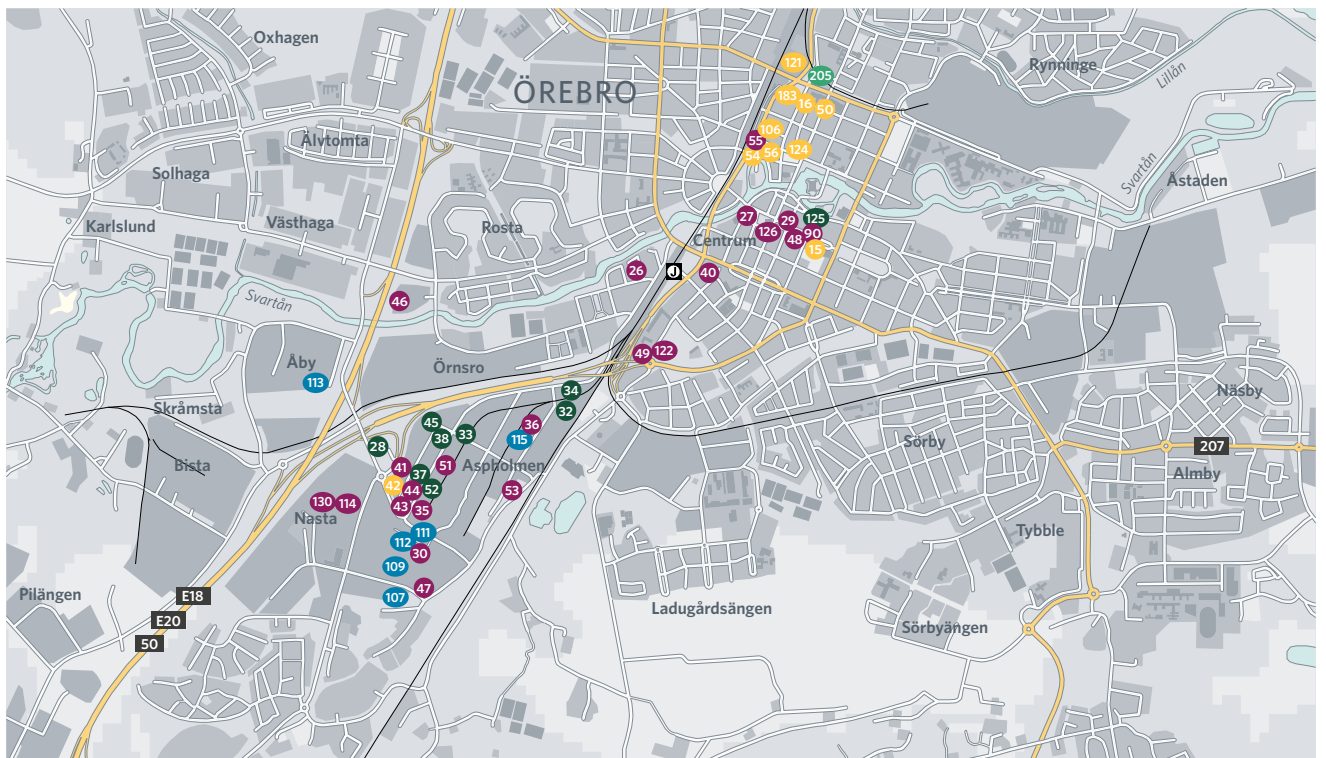 Oxhagen
ÖREBRO
Rynninge
Lillån
121
205
183
16
50
106
55
54
56
124
Älvtomta
Solhaga
Svartån
Åstaden
Karlslund
Västhaga
Rosta
27
29
125
126
48
90
15
Centrum
26
J
40
Svartån
46
Åby
113
Örnsro
49
122
Skråmsta
34
32
Näsby
45
38
33
36
115
28
Sörby
207
Bista
41
37
51
Aspholmen
Almby
42
44
52
53
130
114
43
35
Nasta
111
112
30
Tybble
109
107
47
Pilängen
E18
E20
50
Ladugårdsängen
Sörbyängen